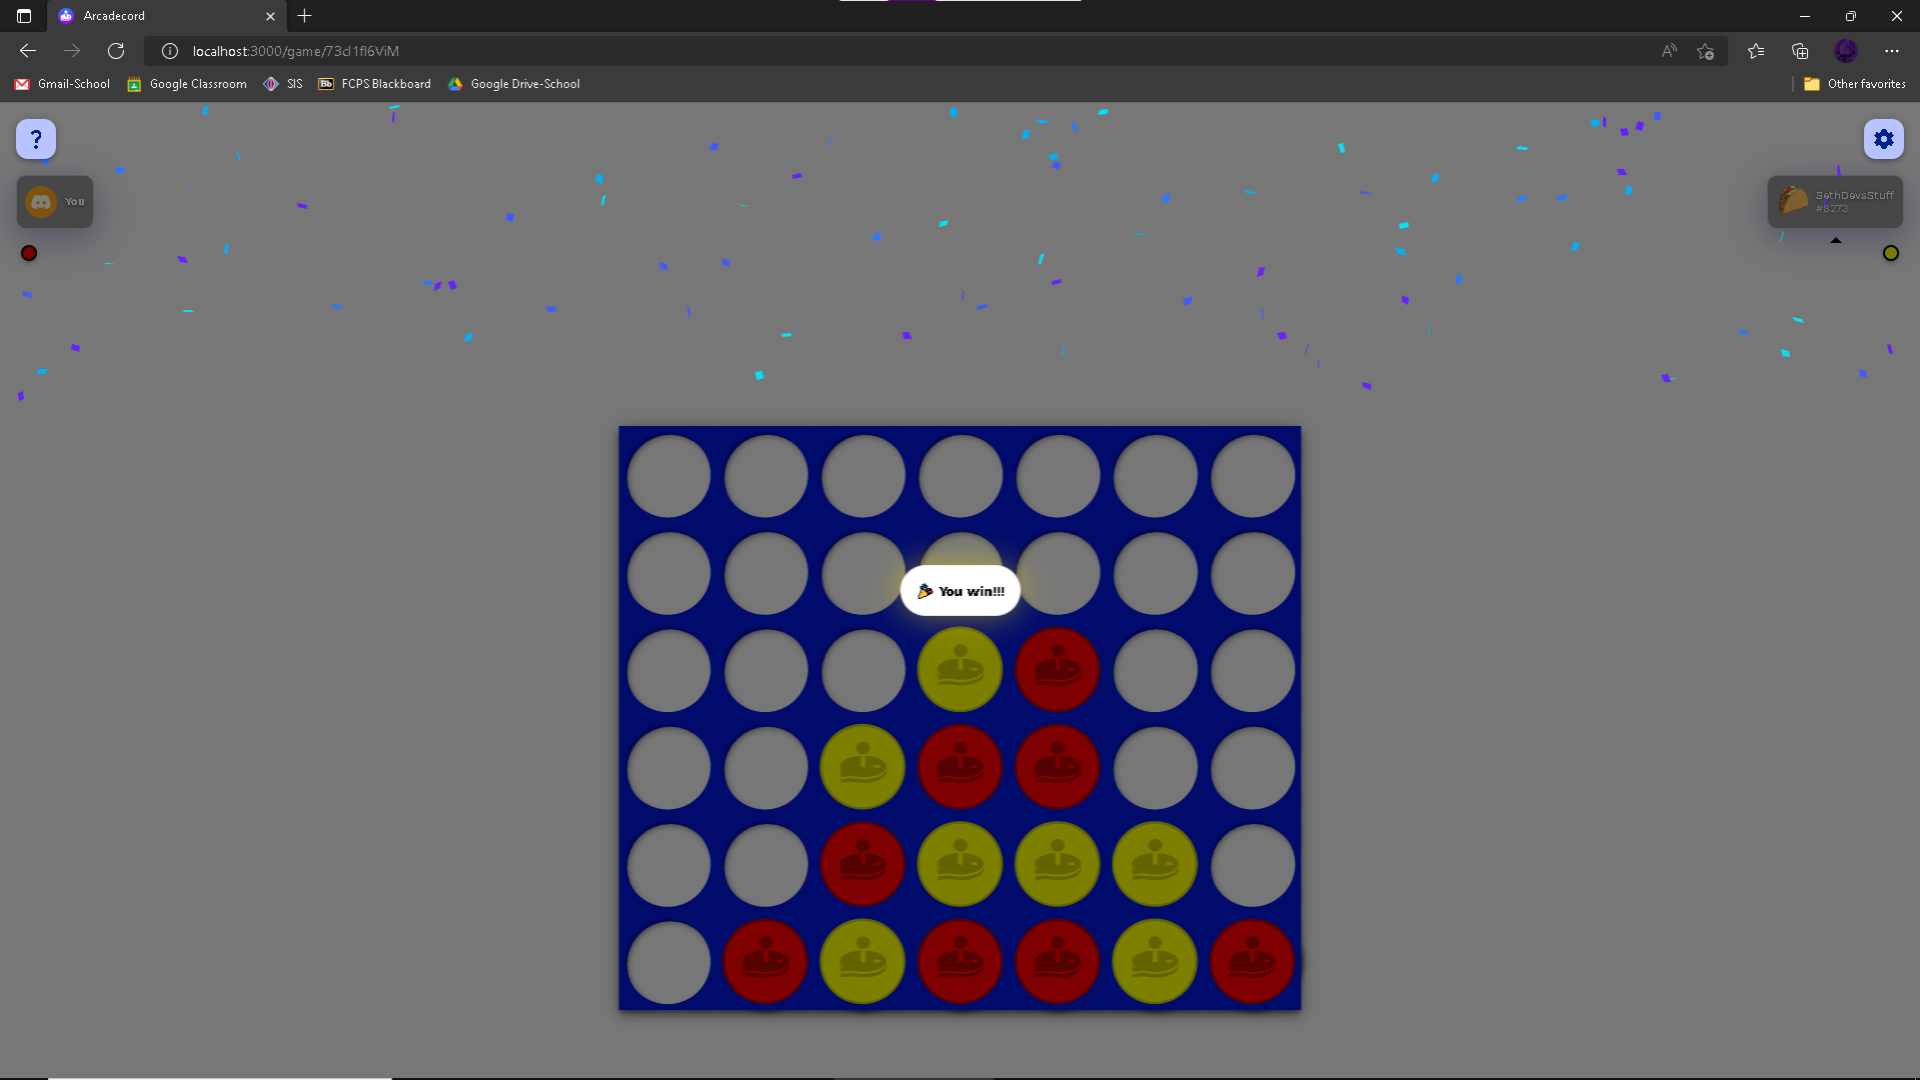 Arcadecord
localhost:3000/game/73cl1fl6ViM
Gmail-School
Google Classroom
SIS
Bb
FCPS Blackboard
Google Drive-School
Other favorites
?
You
SethDevsStuff
#8273
You win!!!